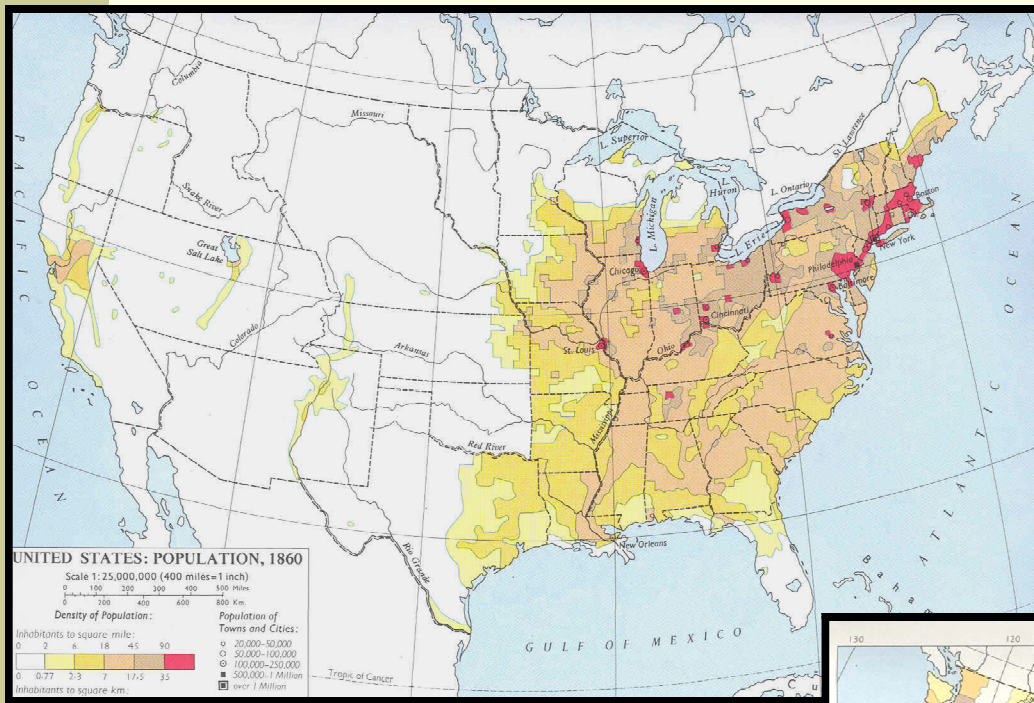 Columbia
Missouri
L. Superior
St. Lawrence
L. Huron
L. Ontario
L. Michigan
L. Erie
Boston
New York
Philadelphia
Baltimore
Snake River
Great
Salt Lake
Chicago
Cincinnati
Colorado
Arkansas
St. Louis
Ohio
Mississippi
Red River
Rio Grande
New Orleans
PACIFIC OCEAN
ATLANTIC OCEAN
GULF OF MEXICO
Baha
Cu
Tropic of Cancer
UNITED STATES: POPULATION, 1860
Scale 1:25,000,000 (400 miles=1 inch)
0 100 200 300 400 500 Miles
0 200 400 600 800 Km.
Density of Population:
Inhabitants to square mile:
0 2 6 18 45 90
0 0·77 2·3 7 17·5 35
Inhabitants to square km:
Population of
Towns and Cities:
20,000–50,000
50,000–100,000
100,000–250,000
500,000–1 Million
over 1 Million
130 120